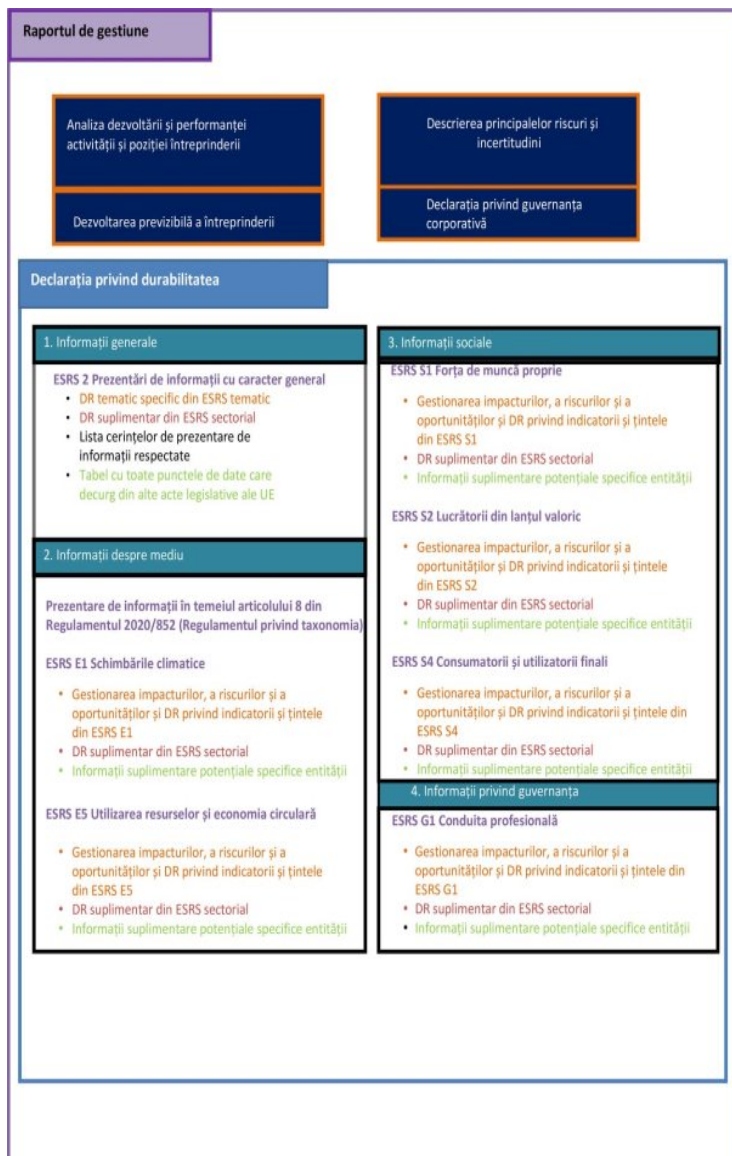 Raportul de gestiune
Analiza dezvoltării și performanței
activității și poziției întreprinderii
Descrierea principalelor riscuri și
incertitudini
Dezvoltarea previzibilă a întreprinderii
Declarația privind guvernanța
corporativă
Declarația privind durabilitatea
1. Informații generale
ESRS 2 Prezentări de informații cu caracter general
• DR tematic specific din ESRS tematic
• DR suplimentar din ESRS sectorial
• Lista cerințelor de prezentare de
informații respectate
• Tabel cu toate punctele de date care
decurg din alte acte legislative ale UE
2. Informații despre mediu
Prezentare de informații în temeiul articolului 8 din
Regulamentul 2020/852 (Regulamentul privind taxonomia)
ESRS E1 Schimbările climatice
• Gestionarea impacturilor, a riscurilor și a
oportunităților și DR privind indicatorii și țintele
din ESRS E1
• DR suplimentar din ESRS sectorial
• Informații suplimentare potențiale specifice entității
ESRS E5 Utilizarea resurselor și economia circulară
• Gestionarea impacturilor, a riscurilor și a
oportunităților și DR privind indicatorii și țintele
din ESRS E5
• DR suplimentar din ESRS sectorial
• Informații suplimentare potențiale specifice entității
3. Informații sociale
ESRS S1 Forța de muncă proprie
• Gestionarea impacturilor, a riscurilor și a
oportunităților și DR privind indicatorii și țintele
din ESRS S1
• DR suplimentar din ESRS sectorial
• Informații suplimentare potențiale specifice entității
ESRS S2 Lucrătorii din lanțul valoric
• Gestionarea impacturilor, a riscurilor și a
oportunităților și DR privind indicatorii și țintele
din ESRS S2
• DR suplimentar din ESRS sectorial
• Informații suplimentare potențiale specifice entității
ESRS S4 Consumatorii și utilizatorii finali
• Gestionarea impacturilor, a riscurilor și a
oportunităților și DR privind indicatorii și țintele din
ESRS S4
• DR suplimentar din ESRS sectorial
• Informații suplimentare potențiale specifice entității
4. Informații privind guvernanța
ESRS G1 Conduita profesională
• Gestionarea impacturilor, a riscurilor și a
oportunităților și DR privind indicatorii și țintele din
ESRS G1
• DR suplimentar din ESRS sectorial
• Informații suplimentare potențiale specifice entității